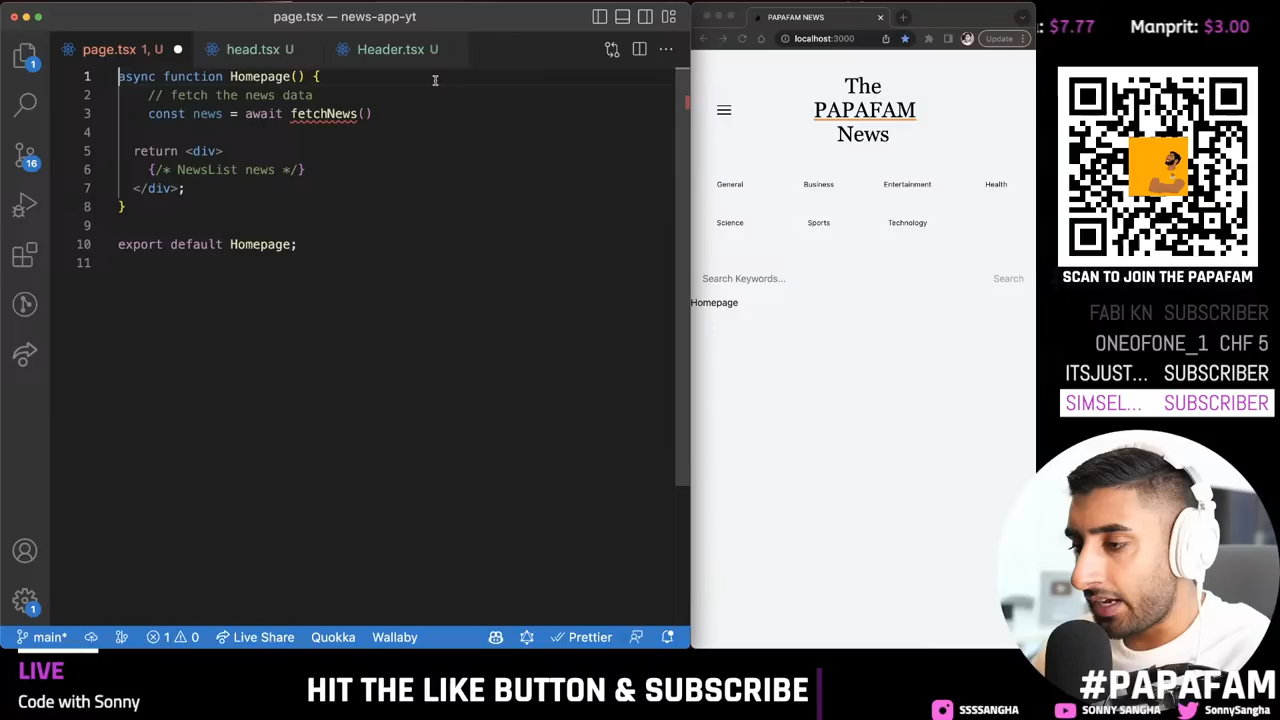 page.tsx — news-app-yt
page.tsx 1, U
head.tsx U
Header.tsx U
1 async function Homepage() {
2 // fetch the news data
3 const news = await fetchNews()
4
5 return <div>
6 {/* NewsList news */}
7 </div>;
8 }
9
10 export default Homepage;
11
1
16
1
main*
1 0
Live Share
Quokka
Wallaby
Prettier
PAPAFAM NEWS
localhost:3000
Update
The
PAPAFAM
News
General Business Entertainment Health
Science Sports Technology
Search Keywords... Search
Homepage
: $7.77 Manprit: $3.00
SCAN TO JOIN THE PAPAFAM
FABI KN SUBSCRIBER
ONEOFONE_1 CHF 5
ITSJUST... SUBSCRIBER
SIMSEL... SUBSCRIBER
LIVE
Code with Sonny
HIT THE LIKE BUTTON & SUBSCRIBE
#PAPAFAM
SSSSANGHA SONNY SANGHA SonnySangha